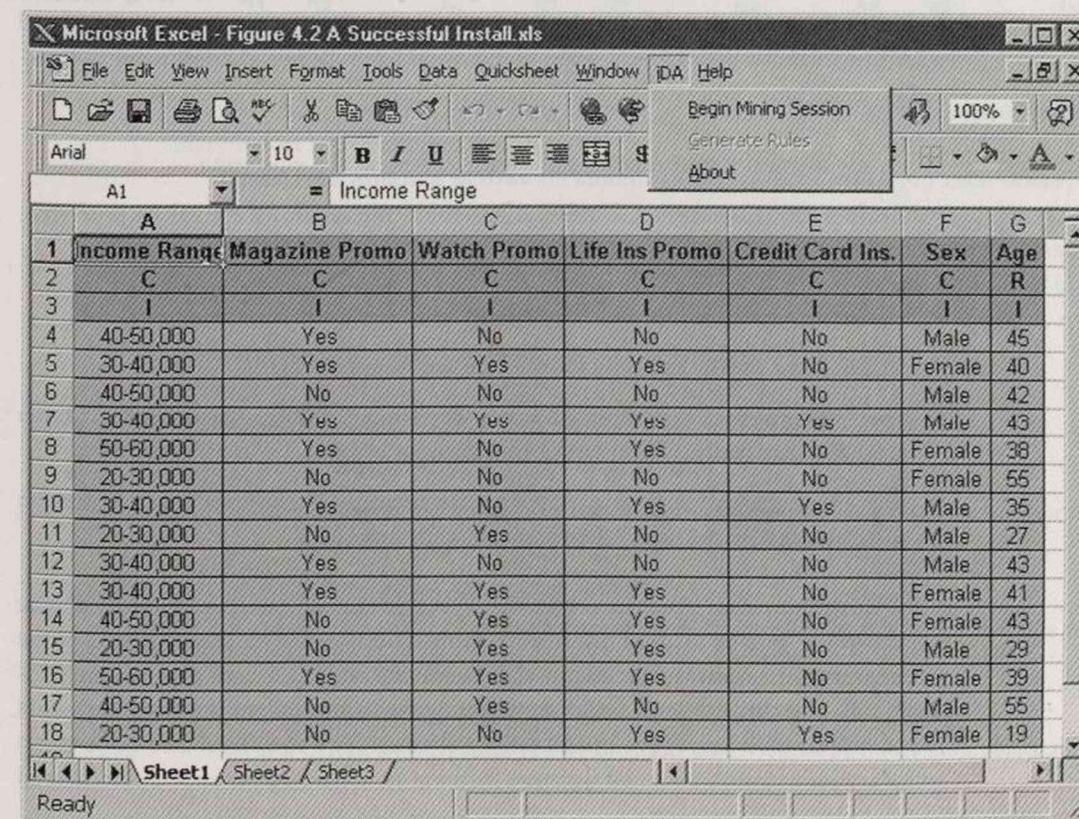 Microsoft Excel - Figure 4.2 A Successful Install.xls
File Edit View Insert Format Tools Data Quicksheet Window iDA Help
Begin Mining Session
Generate Rules
About
100%
Arial 10 B I U $
A1 = Income Range
A B C D E F G
1 Income Range Magazine Promo Watch Promo Life Ins Promo Credit Card Ins. Sex Age
2 C C C C C C R
3 I I I I I I I
4 40-50,000 Yes No No No Male 45
5 30-40,000 Yes Yes Yes No Female 40
6 40-50,000 No No No No Male 42
7 30-40,000 Yes Yes Yes Yes Male 43
8 50-60,000 Yes No Yes No Female 38
9 20-30,000 No No No No Female 55
10 30-40,000 Yes No Yes Yes Male 35
11 20-30,000 No Yes No No Male 27
12 30-40,000 Yes No No No Male 43
13 30-40,000 Yes Yes Yes No Female 41
14 40-50,000 No Yes Yes No Female 43
15 20-30,000 No Yes Yes No Male 29
16 50-60,000 Yes Yes Yes No Female 39
17 40-50,000 No Yes No No Male 55
18 20-30,000 No No Yes Yes Female 19
Sheet1 Sheet2 Sheet3
Ready